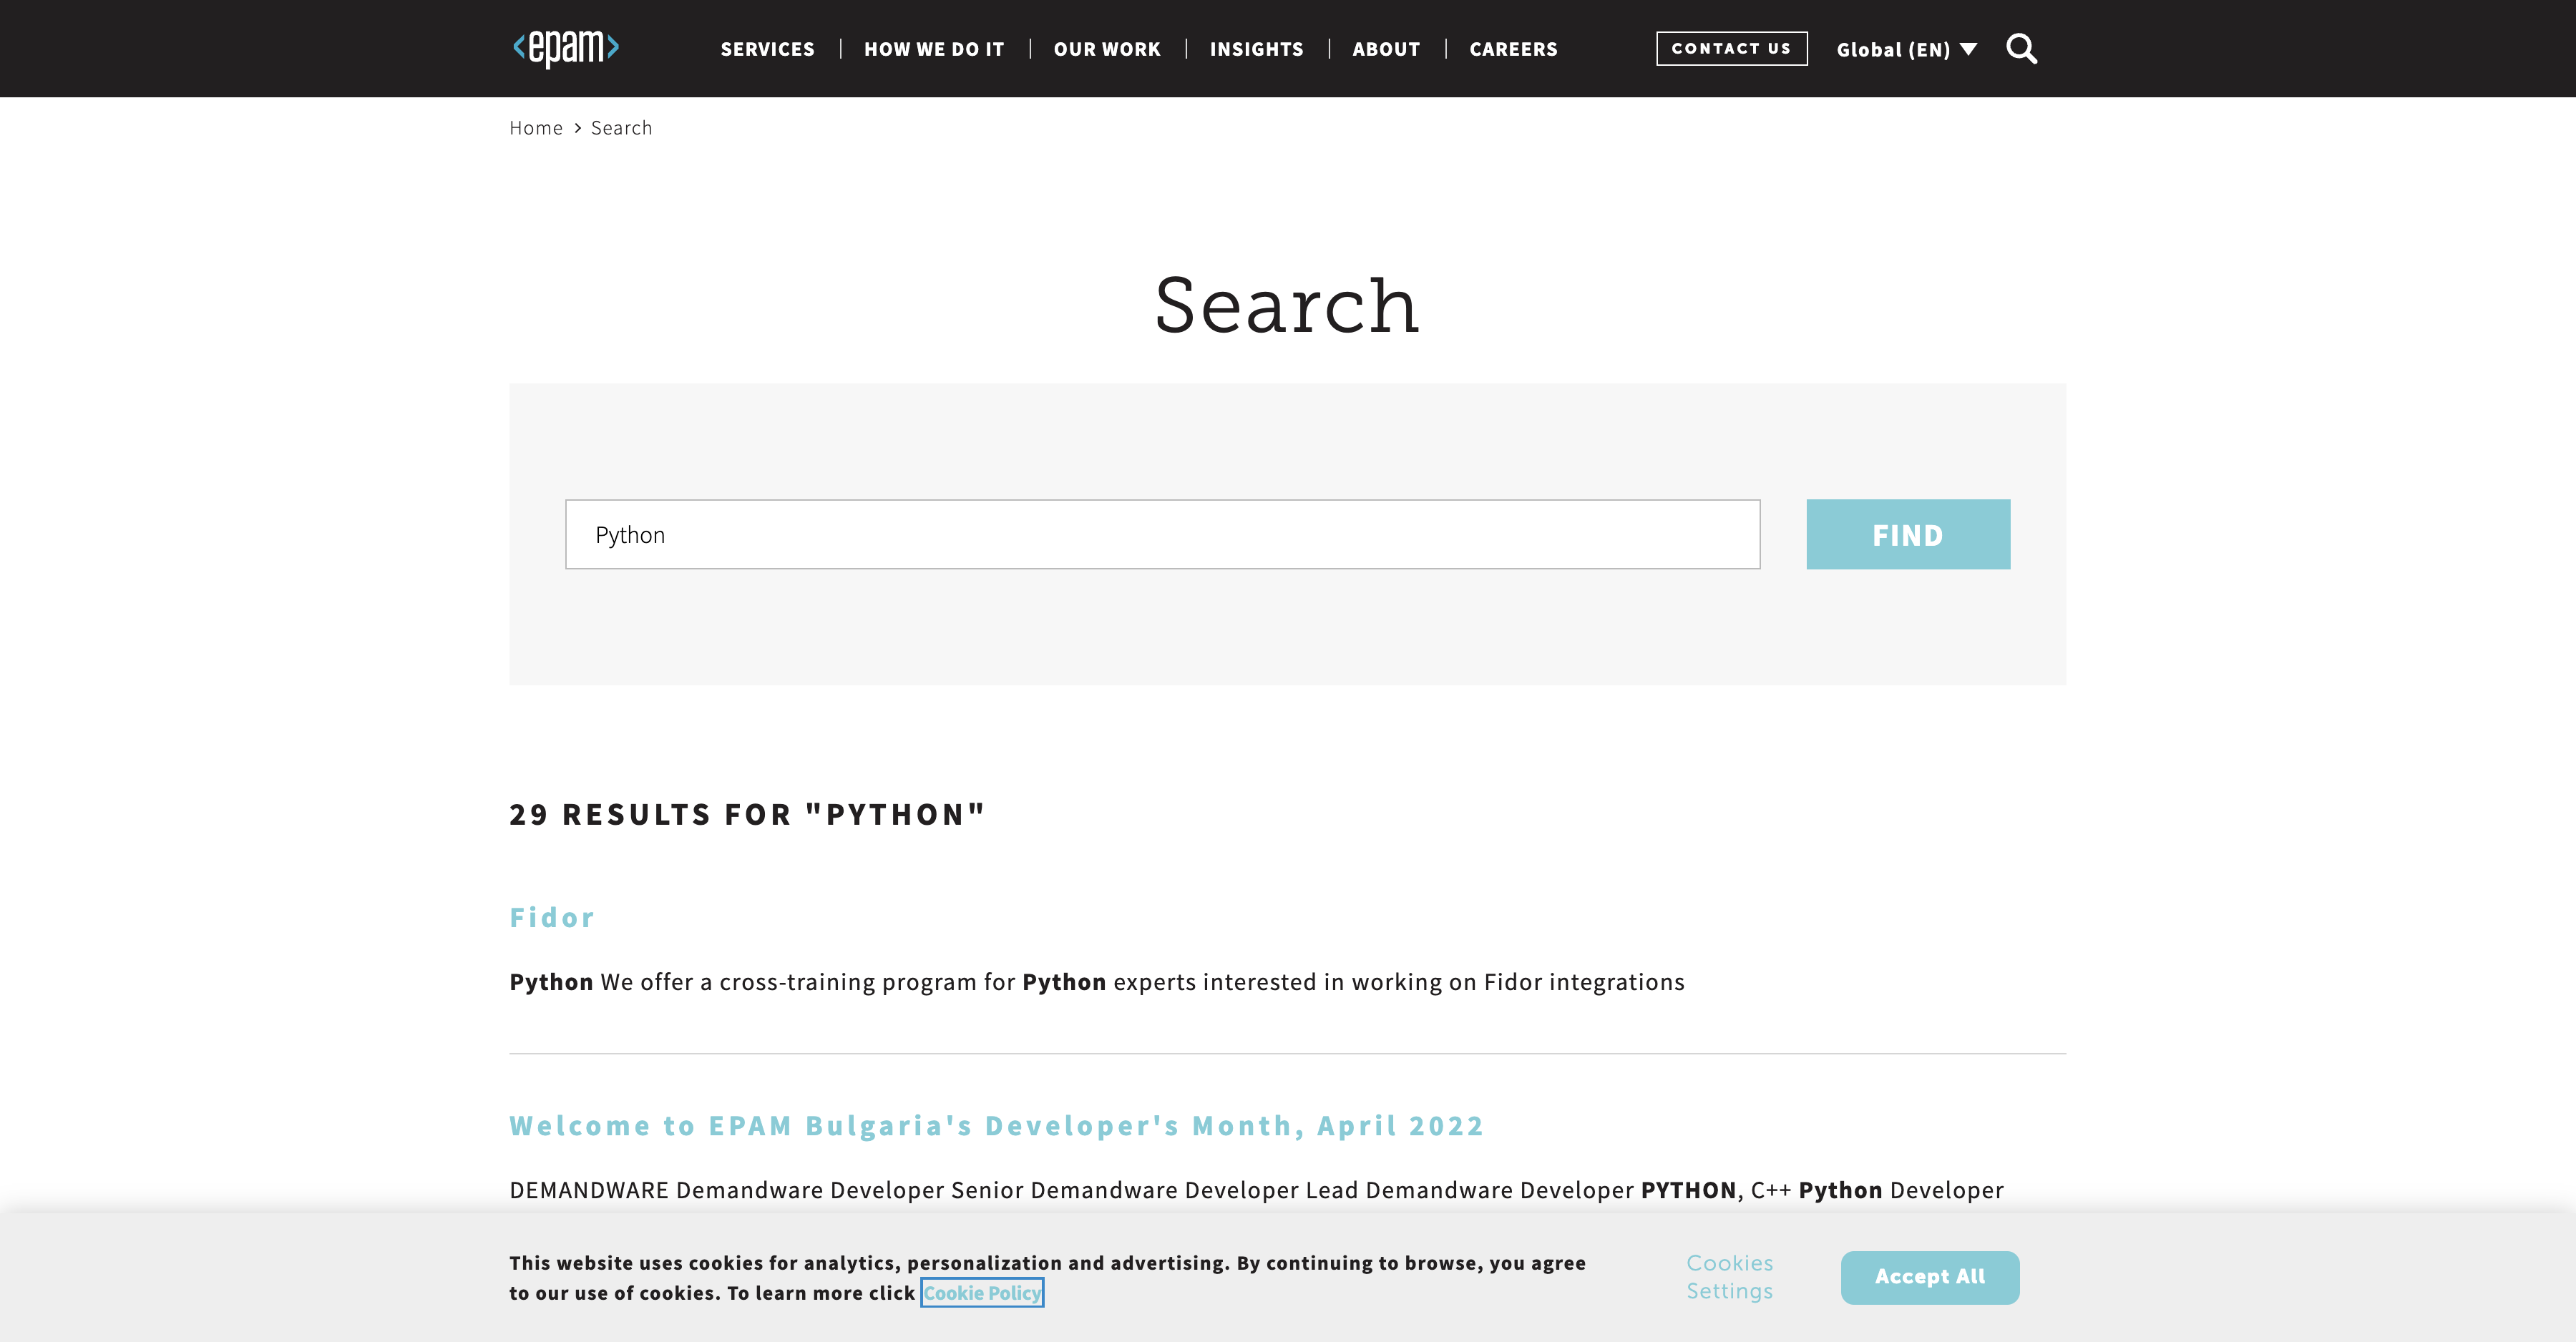 <epam>
SERVICES | HOW WE DO IT | OUR WORK | INSIGHTS | ABOUT | CAREERS
CONTACT US
Global (EN)
Home > Search
Search
Python
FIND
29 RESULTS FOR "PYTHON"
Fidor
Python We offer a cross-training program for Python experts interested in working on Fidor integrations
Welcome to EPAM Bulgaria's Developer's Month, April 2022
DEMANDWARE Demandware Developer Senior Demandware Developer Lead Demandware Developer PYTHON, C++ Python Developer
This website uses cookies for analytics, personalization and advertising. By continuing to browse, you agree
to our use of cookies. To learn more click Cookie Policy
Cookies
Settings
Accept All